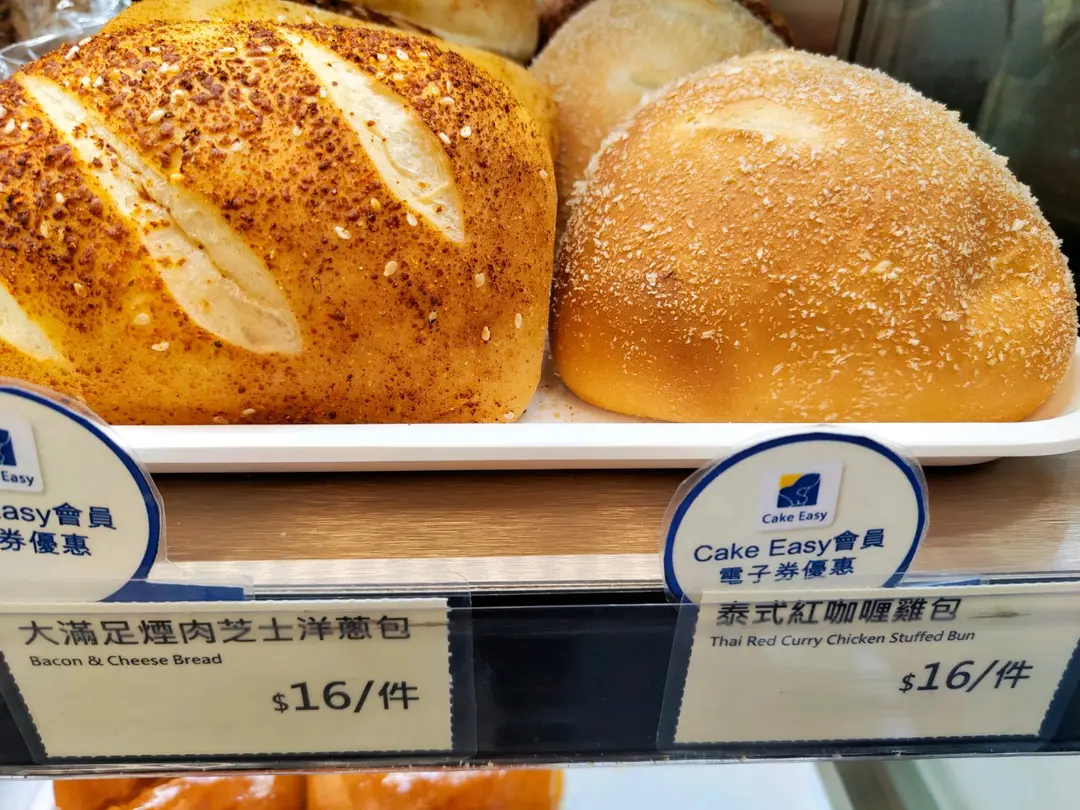 Easy
Easy會員
券優惠
大滿足煙肉芝士洋蔥包
Bacon & Cheese Bread
$16/件
Cake Easy
Cake Easy會員
電子券優惠
泰式紅咖喱雞包
Thai Red Curry Chicken Stuffed Bun
$16/件